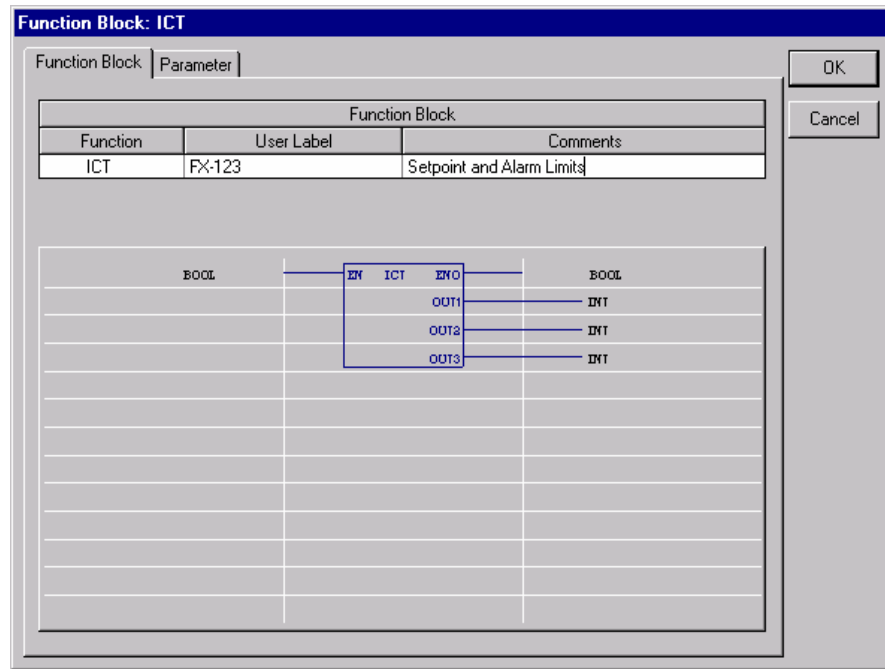 Function Block: ICT
Function Block Parameter
OK
Cancel
Function Block
Function User Label Comments
ICT FX-123 Setpoint and Alarm Limits
BOOL EN ICT ENO BOOL
OUT1 INT
OUT2 INT
OUT3 INT